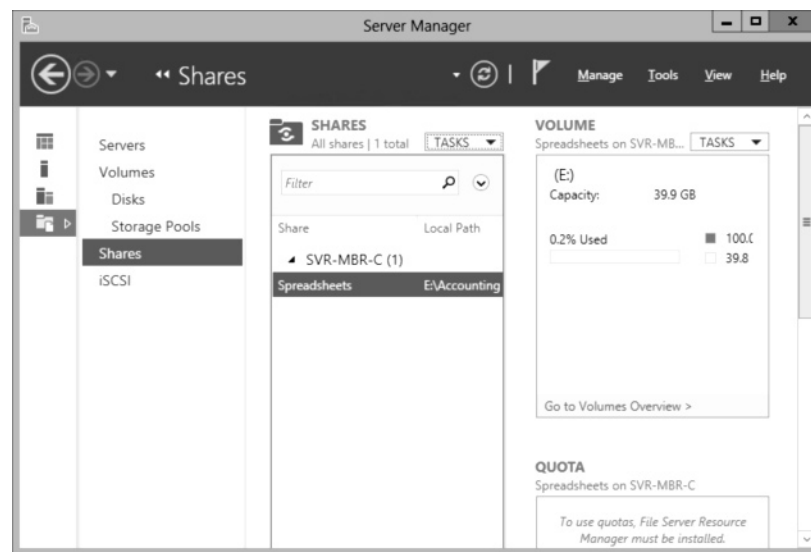 Server Manager
Shares
Manage Tools View Help
Servers
Volumes
Disks
Storage Pools
Shares
iSCSI
SHARES
All shares | 1 total
TASKS
Filter
Share Local Path
SVR-MBR-C (1)
Spreadsheets E:\Accounting
VOLUME
Spreadsheets on SVR-MB...
TASKS
(E:)
Capacity: 39.9 GB
0.2% Used
100.0
39.8
Go to Volumes Overview >
QUOTA
Spreadsheets on SVR-MBR-C
To use quotas, File Server Resource
Manager must be installed.